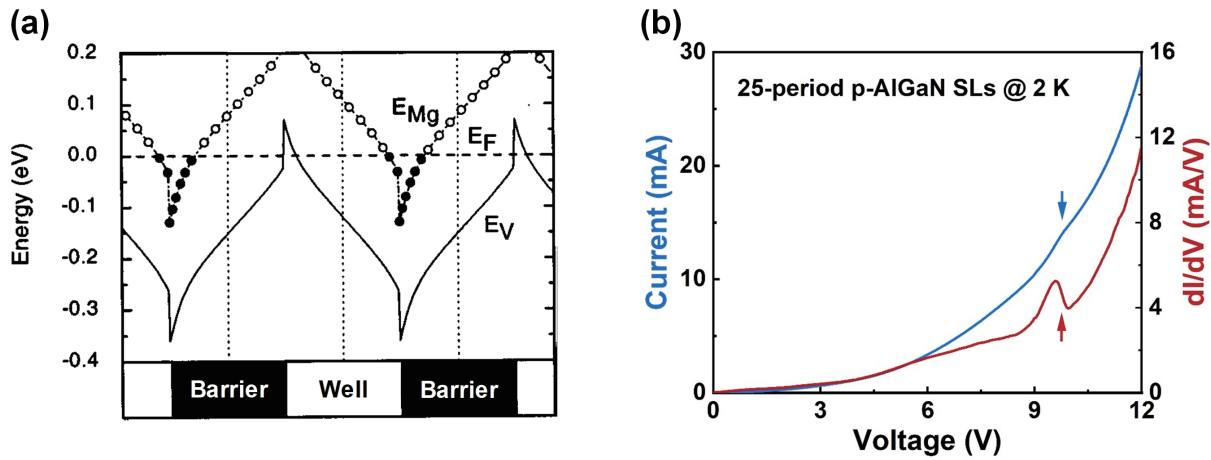 (a)
0.2
0.1
0.0
-0.1
-0.2
-0.3
-0.4
Energy (eV)
EMg
EF
EV
Barrier
Well
Barrier
(b)
30
20
10
0
Current (mA)
25-period p-AlGaN SLs @ 2 K
16
12
8
4
0
dI/dV (mA/V)
0
3
6
9
12
Voltage (V)